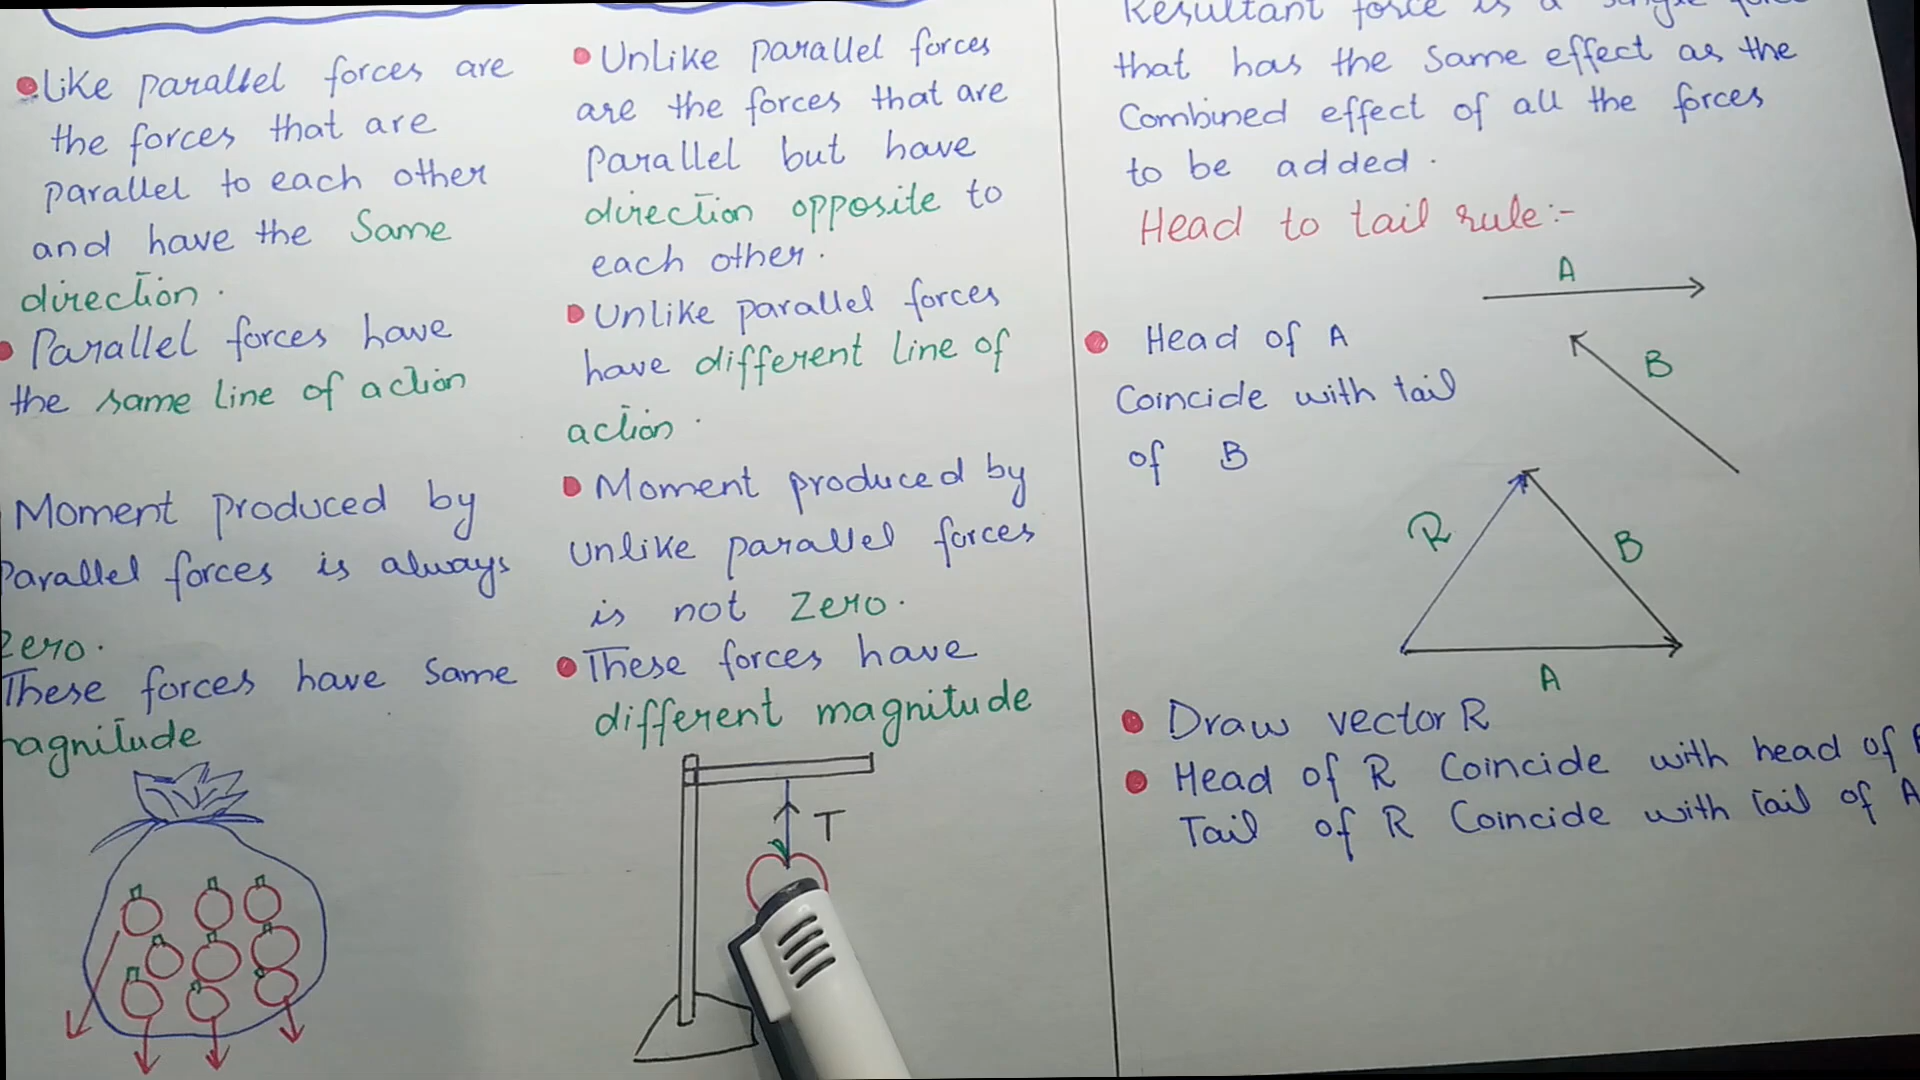 Like parallel forces are
the forces that are
parallel to each other
and have the Same
direction.
Parallel forces have
the same line of action
Moment produced by
Parallel forces is always
Zero.
These forces have same
magnitude
Unlike parallel forces
are the forces that are
Parallel but have
direction opposite to
each other.
Unlike parallel forces
have different line of
action.
Moment produced by
Unlike parallel forces
is not Zero.
These forces have
different magnitude
T
Resultant force is a single force
that has the same effect as the
Combined effect of all the forces
to be added.
Head to tail rule:-
A
Head of A
Coincide with tail
of B
B
R
B
A
Draw vector R
Head of R Coincide with head of B
Tail of R Coincide with Tail of A